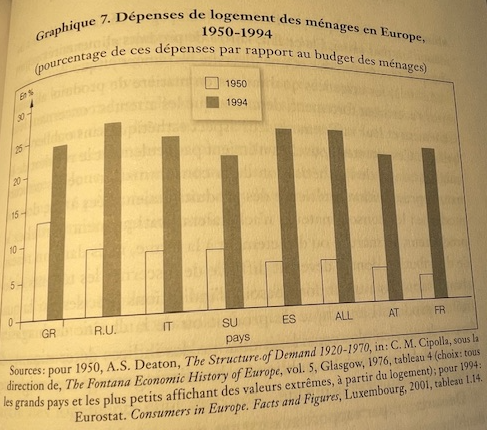 Graphique 7. Dépenses de logement des ménages en Europe,
1950-1994
(pourcentage de ces dépenses par rapport au budget des ménages)
En %
1950
1994
30
25
20
15
10
5
0
GR R.U. IT SU ES ALL AT FR
pays
Sources: pour 1950, A.S. Deaton, The Structure of Demand 1920-1970, in: C. M. Cipolla, sous la
direction de, The Fontana Economic History of Europe, vol. 5, Glasgow, 1976, tableau 4 (choix: tous
les grands pays et les plus petits affichant des valeurs extrêmes, à partir du logement); pour 1994:
Eurostat. Consumers in Europe. Facts and Figures, Luxembourg, 2001, tableau 1.14.